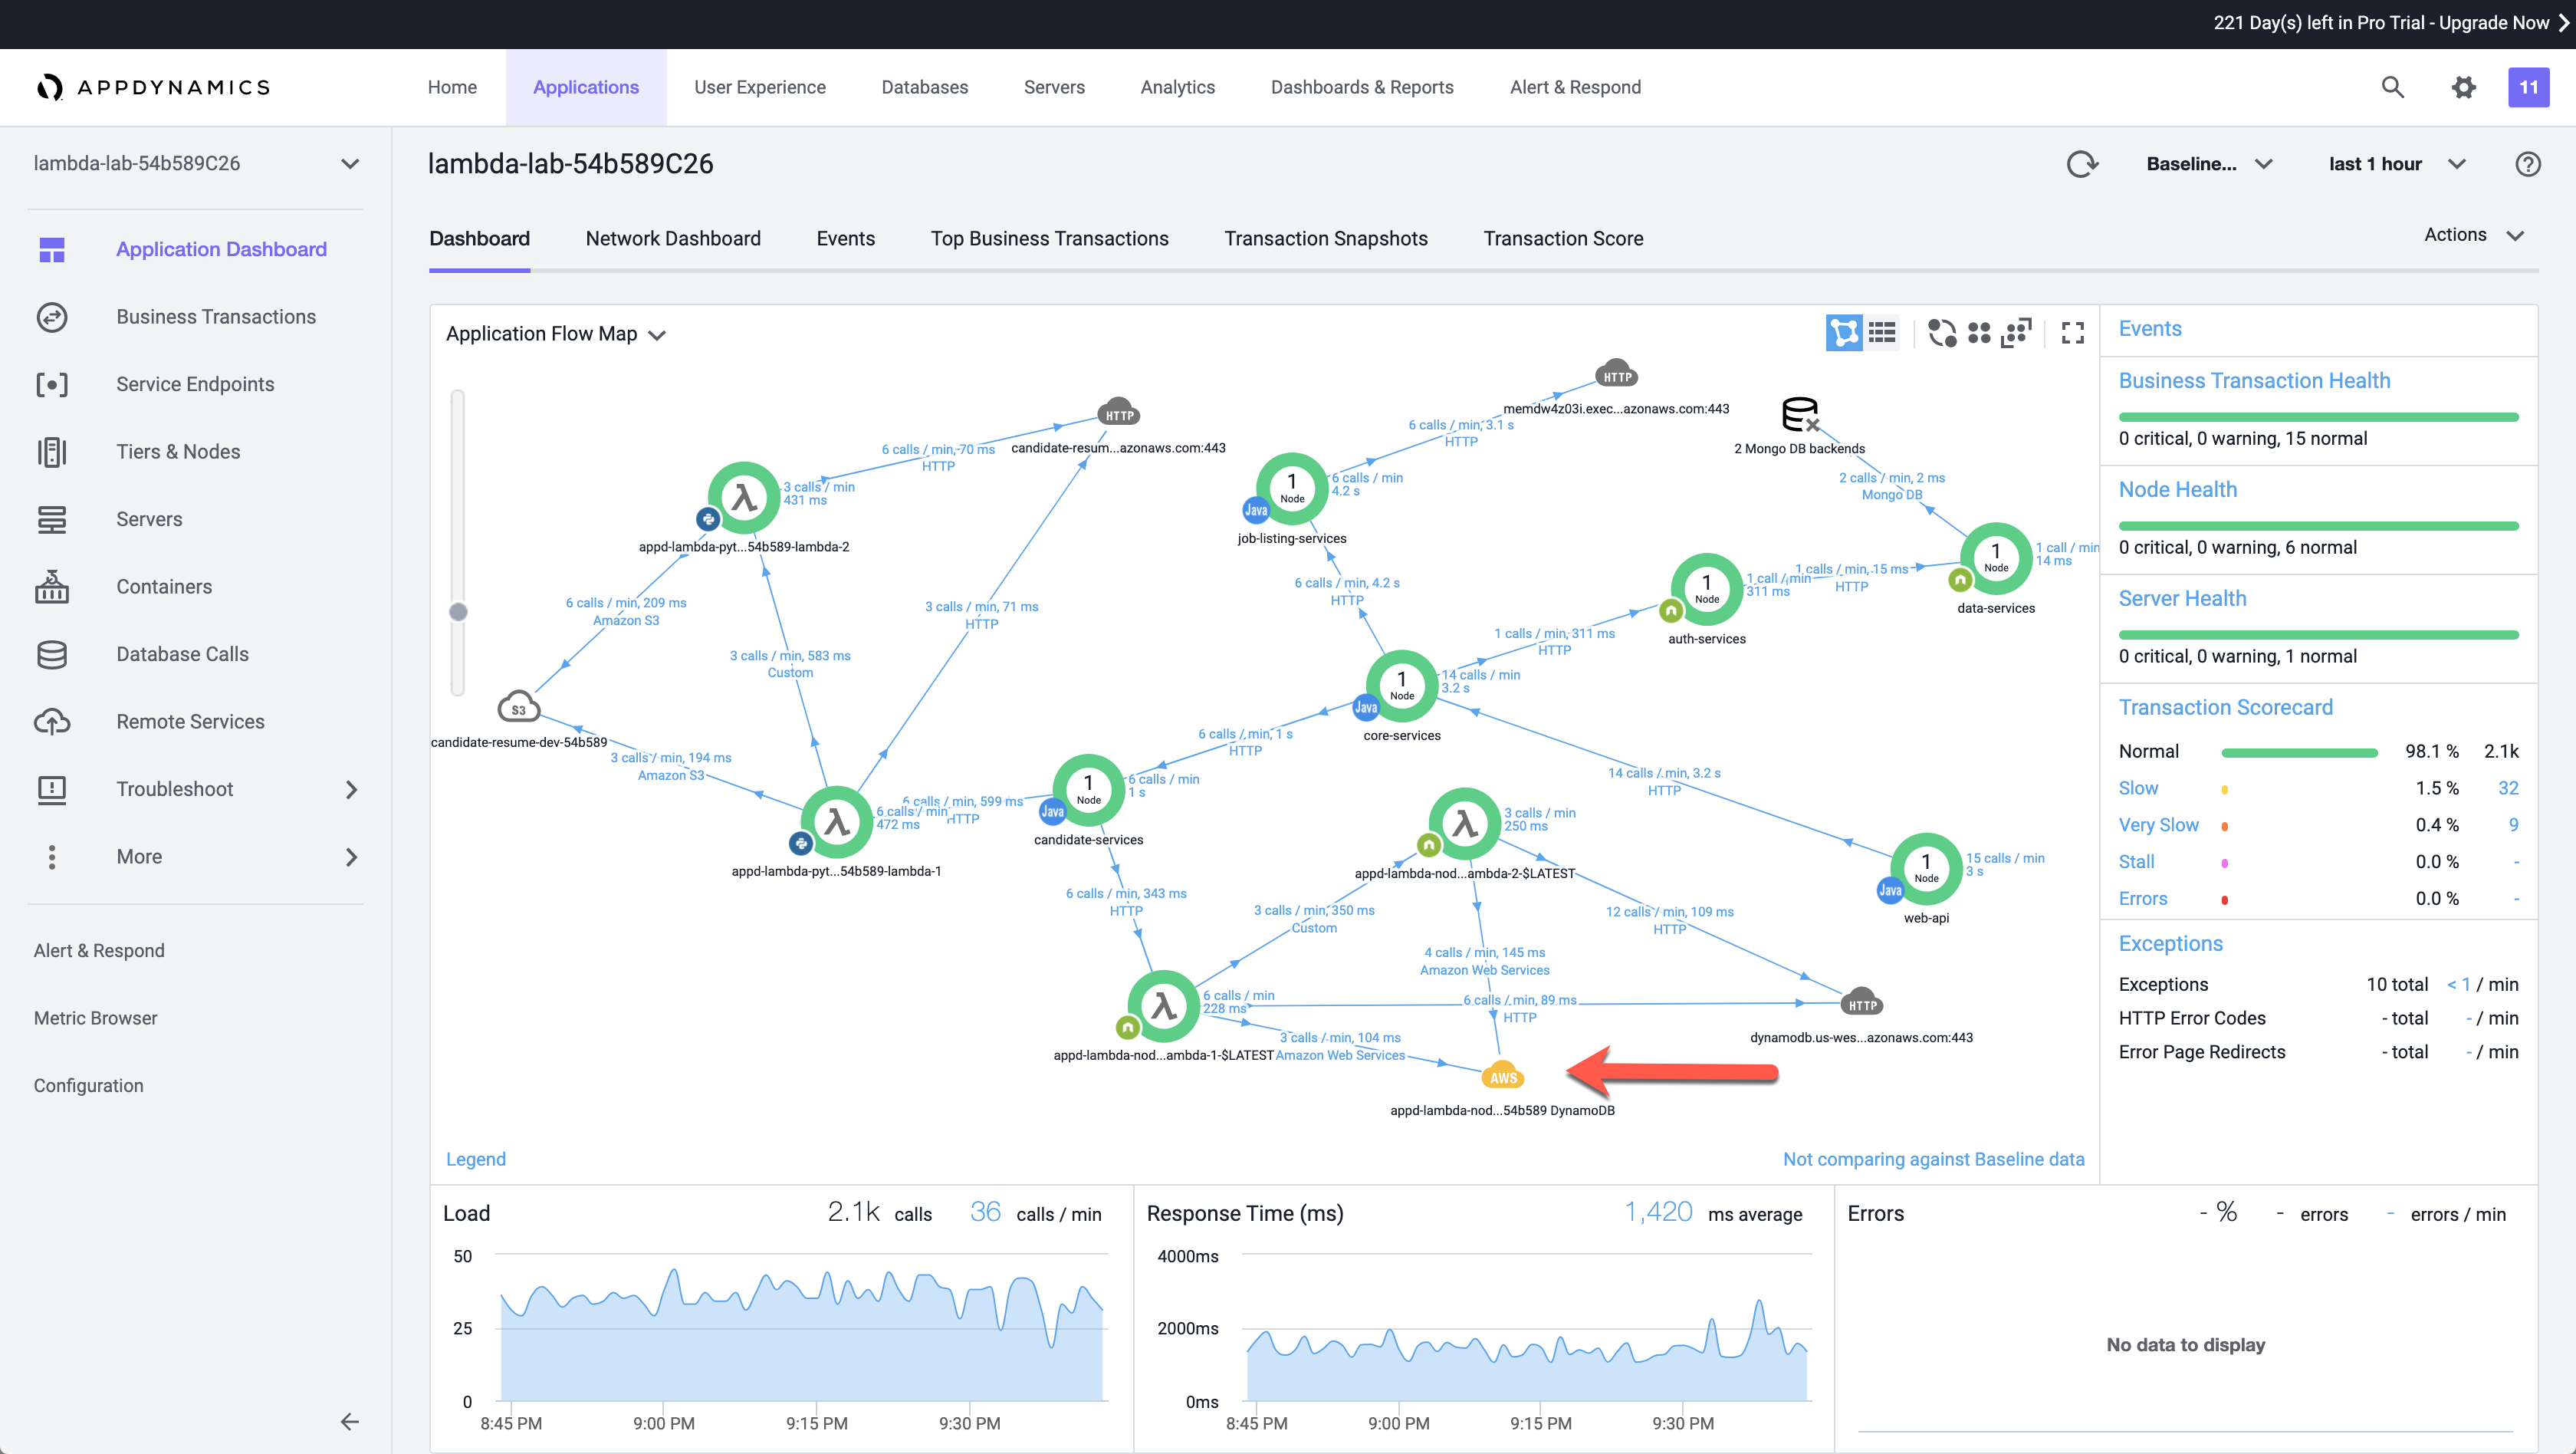 221 Day(s) left in Pro Trial - Upgrade Now
APPDYNAMICS
Home
Applications
User Experience
Databases
Servers
Analytics
Dashboards & Reports
Alert & Respond
11
lambda-lab-54b589C26
Application Dashboard
Business Transactions
Service Endpoints
Tiers & Nodes
Servers
Containers
Database Calls
Remote Services
Troubleshoot
More
Alert & Respond
Metric Browser
Configuration
lambda-lab-54b589C26
Baseline...
last 1 hour
Dashboard
Network Dashboard
Events
Top Business Transactions
Transaction Snapshots
Transaction Score
Actions
Application Flow Map
HTTP
memdw4z03i.exec...azonaws.com:443
HTTP
candidate-resum...azonaws.com:443
2 Mongo DB backends
6 calls / min, 3.1 s
HTTP
6 calls / min, 70 ms
HTTP
2 calls / min, 2 ms
Mongo DB
λ
3 calls / min
431 ms
appd-lambda-pyt...54b589-lambda-2
1
Node
Java
6 calls / min
4.2 s
job-listing-services
1
Node
1 call / min
14 ms
data-services
1
Node
1 call / min
311 ms
auth-services
1 calls / min, 15 ms
HTTP
6 calls / min, 4.2 s
HTTP
6 calls / min, 209 ms
Amazon S3
3 calls / min, 71 ms
HTTP
1 calls / min, 311 ms
HTTP
3 calls / min, 583 ms
Custom
1
Node
Java
14 calls / min
3.2 s
core-services
S3
candidate-resume-dev-54b589
3 calls / min, 194 ms
Amazon S3
6 calls / min, 1 s
HTTP
14 calls / min, 3.2 s
HTTP
1
Node
Java
6 calls / min
1 s
candidate-services
λ
6 calls / min
472 ms
appd-lambda-pyt...54b589-lambda-1
6 calls / min, 599 ms
HTTP
λ
3 calls / min
250 ms
appd-lambda-nod...ambda-2-$LATEST
1
Node
Java
15 calls / min
3 s
web-api
6 calls / min, 343 ms
HTTP
3 calls / min, 350 ms
Custom
12 calls / min, 109 ms
HTTP
4 calls / min, 145 ms
Amazon Web Services
λ
6 calls / min
228 ms
appd-lambda-nod...ambda-1-$LATEST
6 calls / min, 89 ms
HTTP
HTTP
dynamodb.us-wes...azonaws.com:443
3 calls / min, 104 ms
Amazon Web Services
AWS
appd-lambda-nod...54b589 DynamoDB
Legend
Not comparing against Baseline data
Events
Business Transaction Health
0 critical, 0 warning, 15 normal
Node Health
0 critical, 0 warning, 6 normal
Server Health
0 critical, 0 warning, 1 normal
Transaction Scorecard
Normal 98.1 % 2.1k
Slow 1.5 % 32
Very Slow 0.4 % 9
Stall 0.0 % -
Errors 0.0 % -
Exceptions
Exceptions 10 total < 1 / min
HTTP Error Codes - total - / min
Error Page Redirects - total - / min
Load 2.1k calls 36 calls / min
50
25
0
8:45 PM 9:00 PM 9:15 PM 9:30 PM
Response Time (ms) 1,420 ms average
4000ms
2000ms
0ms
8:45 PM 9:00 PM 9:15 PM 9:30 PM
Errors - % - errors - errors / min
No data to display